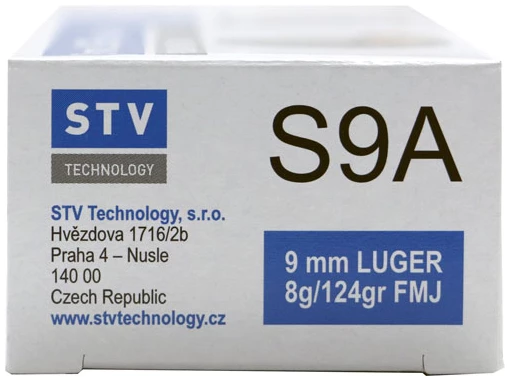 STV
TECHNOLOGY
S9A
STV Technology, s.r.o.
Hvězdova 1716/2b
Praha 4 – Nusle
140 00
Czech Republic
www.stvtechnology.cz
9 mm LUGER
8g/124gr FMJ